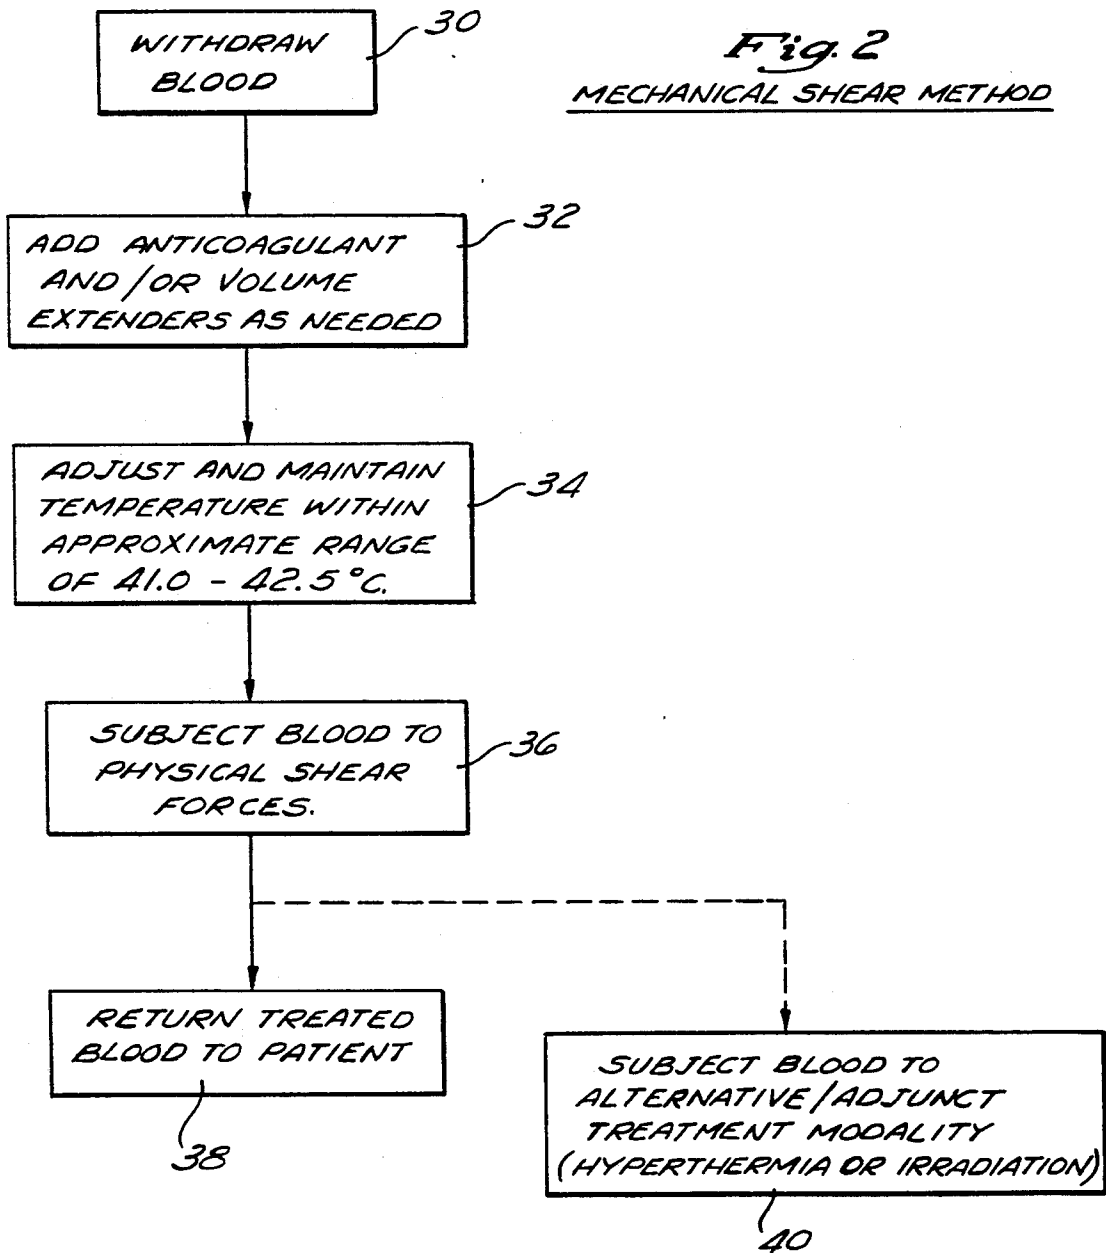 WITHDRAW
BLOOD
30
Fig. 2
MECHANICAL SHEAR METHOD
ADD ANTICOAGULANT
AND/OR VOLUME
EXTENDERS AS NEEDED
32
ADJUST AND MAINTAIN
TEMPERATURE WITHIN
APPROXIMATE RANGE
OF 41.0 - 42.5°C.
34
SUBJECT BLOOD TO
PHYSICAL SHEAR
FORCES.
36
RETURN TREATED
BLOOD TO PATIENT
38
SUBJECT BLOOD TO
ALTERNATIVE/ADJUNCT
TREATMENT MODALITY
(HYPERTHERMIA OR IRRADIATION)
40